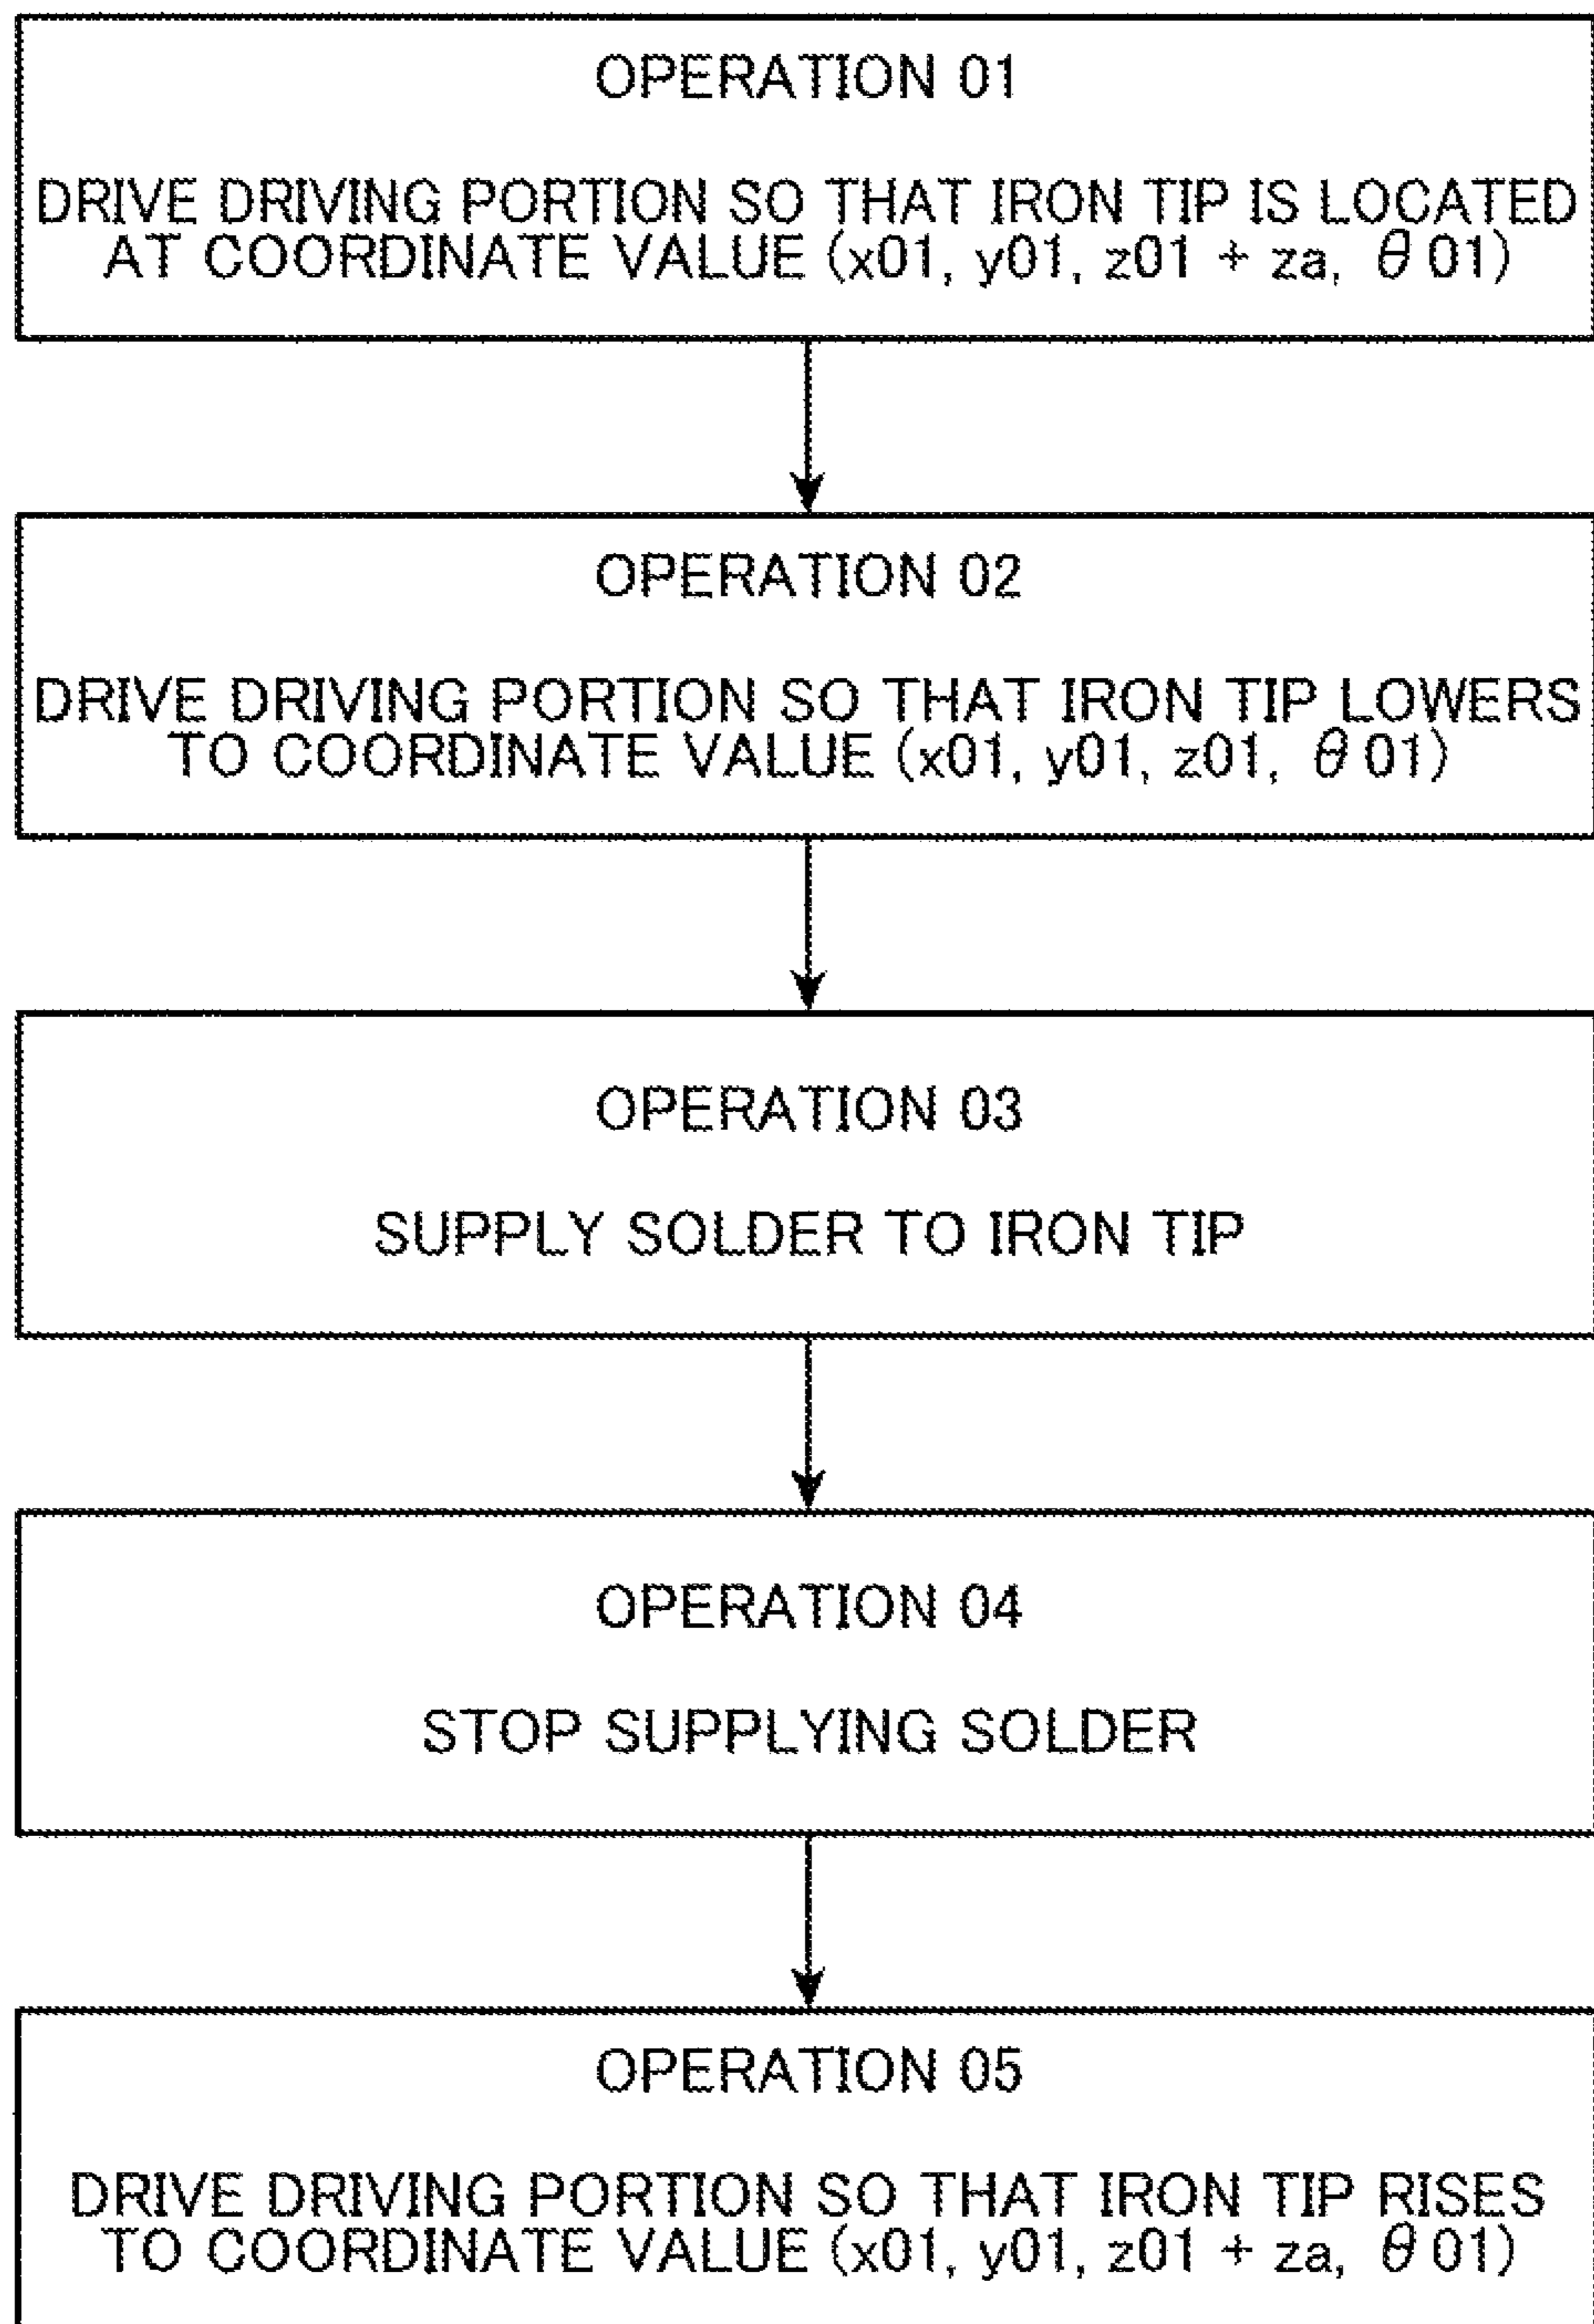 OPERATION 01
DRIVE DRIVING PORTION SO THAT IRON TIP IS LOCATED
AT COORDINATE VALUE (x01, y01, z01 + za, θ01)
OPERATION 02
DRIVE DRIVING PORTION SO THAT IRON TIP LOWERS
TO COORDINATE VALUE (x01, y01, z01, θ01)
OPERATION 03
SUPPLY SOLDER TO IRON TIP
OPERATION 04
STOP SUPPLYING SOLDER
OPERATION 05
DRIVE DRIVING PORTION SO THAT IRON TIP RISES
TO COORDINATE VALUE (x01, y01, z01 + za, θ01)